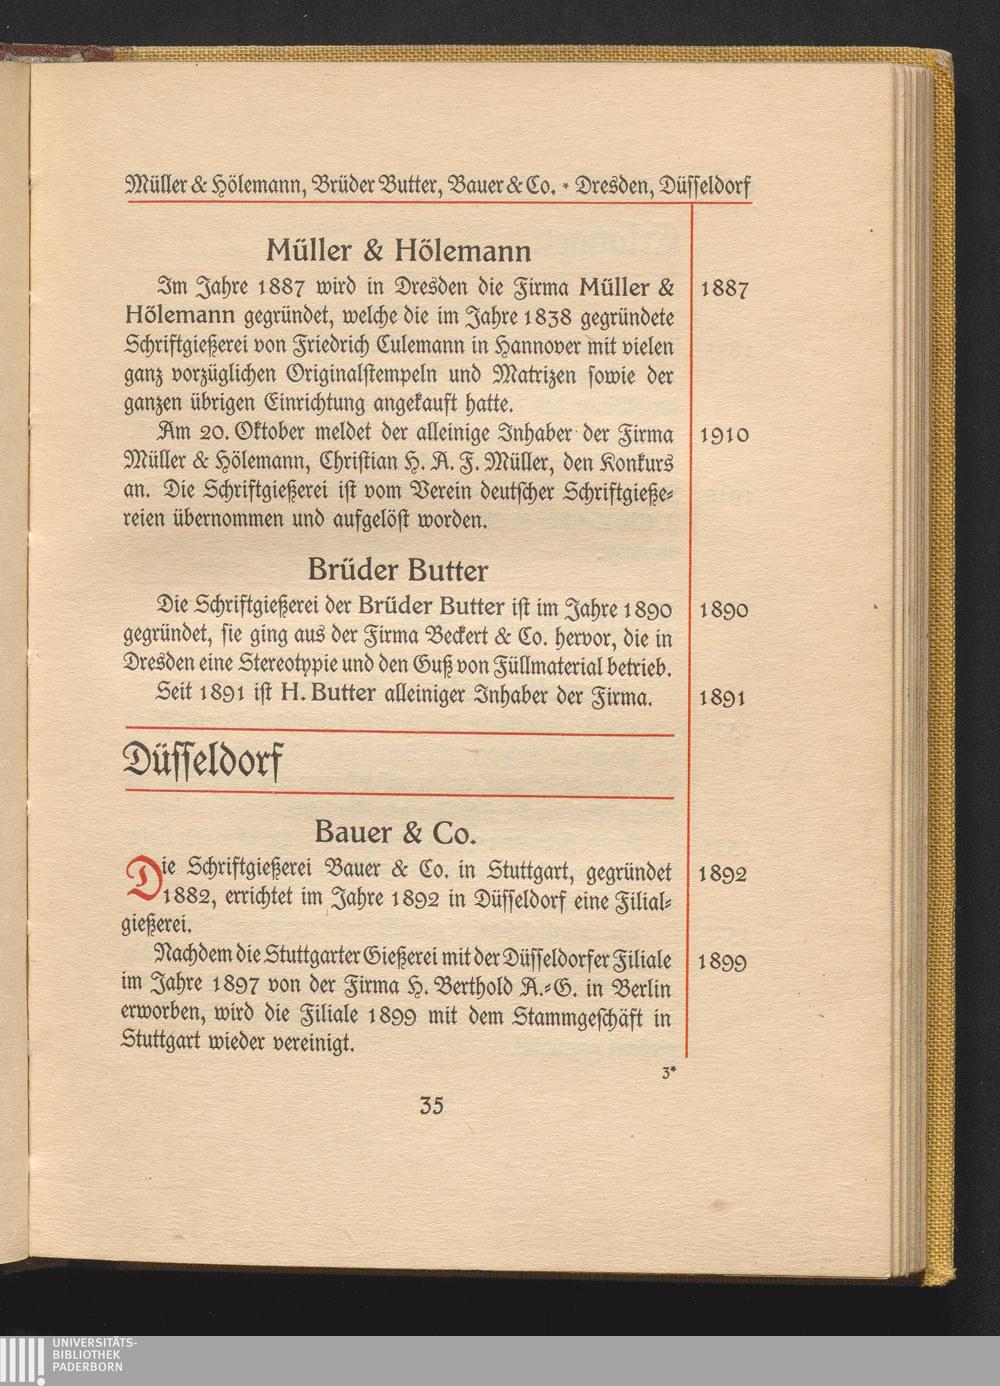 Müller & Hölemann, Brüder Butter, Bauer & Co. * Dresden, Düsseldorf
Müller & Hölemann
Im Jahre 1887 wird in Dresden die Firma Müller &
1887
Hölemann gegründet, welche die im Jahre 1838 gegründete
Schriftgießerei von Friedrich Culemann in Hannover mit vielen
ganz vorzüglichen Originalstempeln und Matrizen sowie der
ganzen übrigen Einrichtung angekauft hatte.
Am 20. Oktober meldet der alleinige Inhaber der Firma
1910
Müller & Hölemann, Christian H. A. F. Müller, den Konkurs
an. Die Schriftgießerei ist vom Verein deutscher Schriftgieße-
reien übernommen und aufgelöst worden.
Brüder Butter
Die Schriftgießerei der Brüder Butter ist im Jahre 1890
1890
gegründet, sie ging aus der Firma Beckert & Co. hervor, die in
Dresden eine Stereotypie und den Guß von Füllmaterial betrieb.
Seit 1891 ist H. Butter alleiniger Inhaber der Firma.
1891
Düsseldorf
Bauer & Co.
Die Schriftgießerei Bauer & Co. in Stuttgart, gegründet
1892
1882, errichtet im Jahre 1892 in Düsseldorf eine Filial-
gießerei.
Nachdem die Stuttgarter Gießerei mit der Düsseldorfer Filiale
1899
im Jahre 1897 von der Firma H. Berthold A.-G. in Berlin
erworben, wird die Filiale 1899 mit dem Stammgeschäft in
Stuttgart wieder vereinigt.
3*
35
UNIVERSITÄTS-
BIBLIOTHEK
PADERBORN